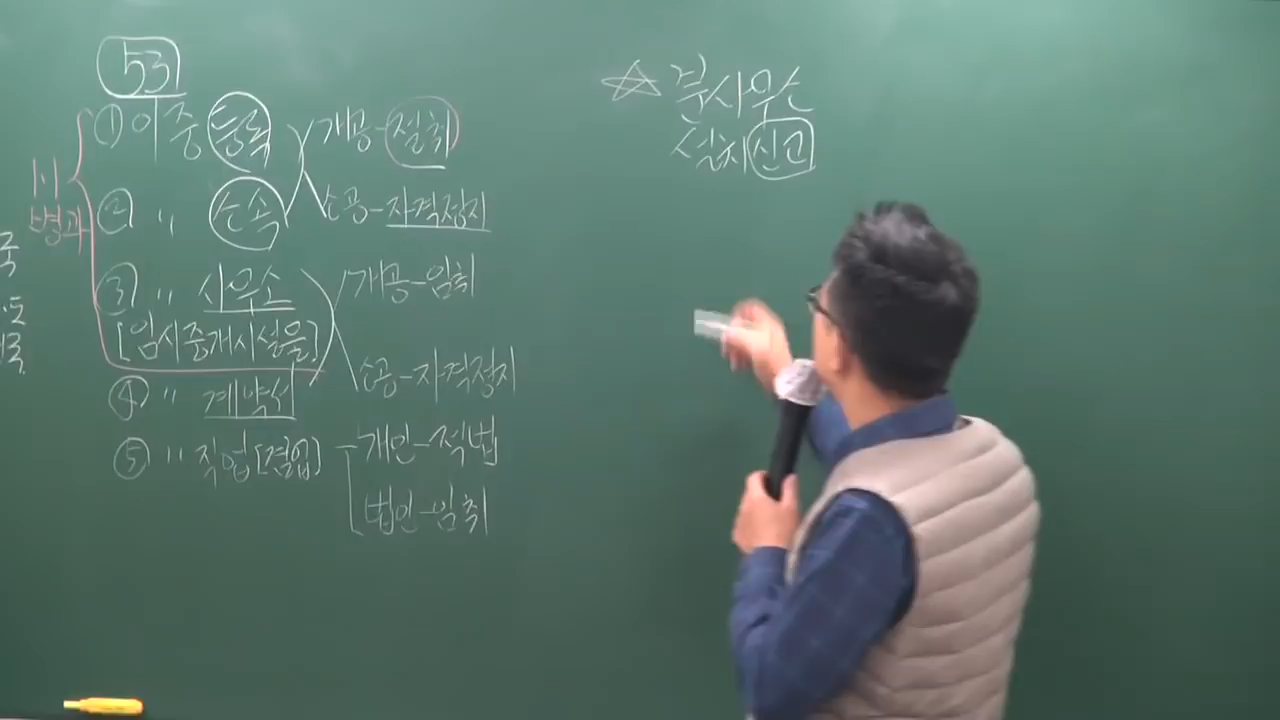 53
① 이중 등록
② 〃 소속
③ 〃 사무소
[임시중개시설물]
④ 〃 계약서
⑤ 〃 직업[겸업]
개공-절취
소공-자격정지
개공-임취
소공-자격정지
개인-적법
법인-임취
1-1
병과
☆ 분사무소
설치신고